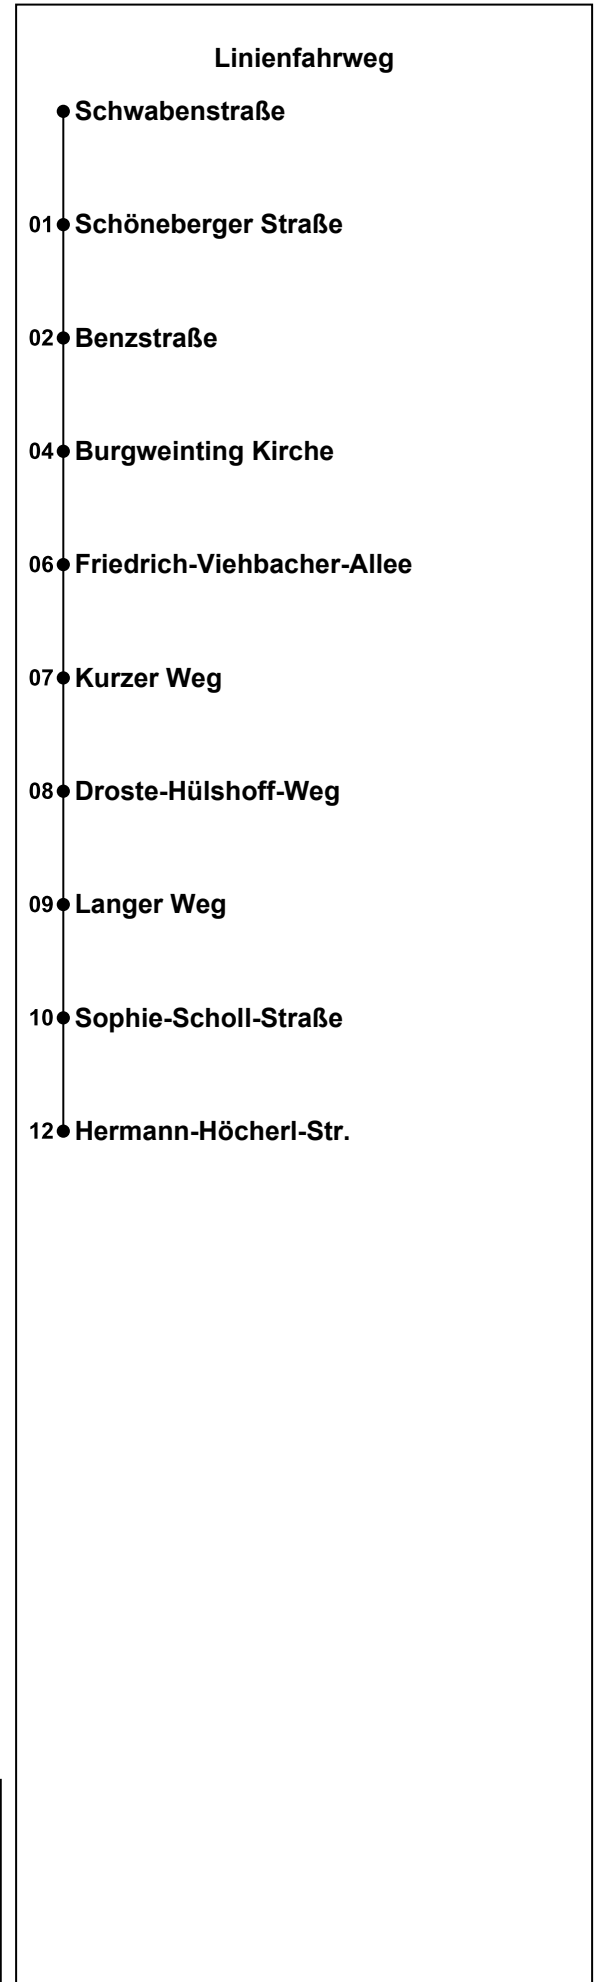 Linienfahrweg
Schwabenstraße
01 Schöneberger Straße
02 Benzstraße
04 Burgweinting Kirche
06 Friedrich-Viehbacher-Allee
07 Kurzer Weg
08 Droste-Hülshoff-Weg
09 Langer Weg
10 Sophie-Scholl-Straße
12 Hermann-Höcherl-Str.